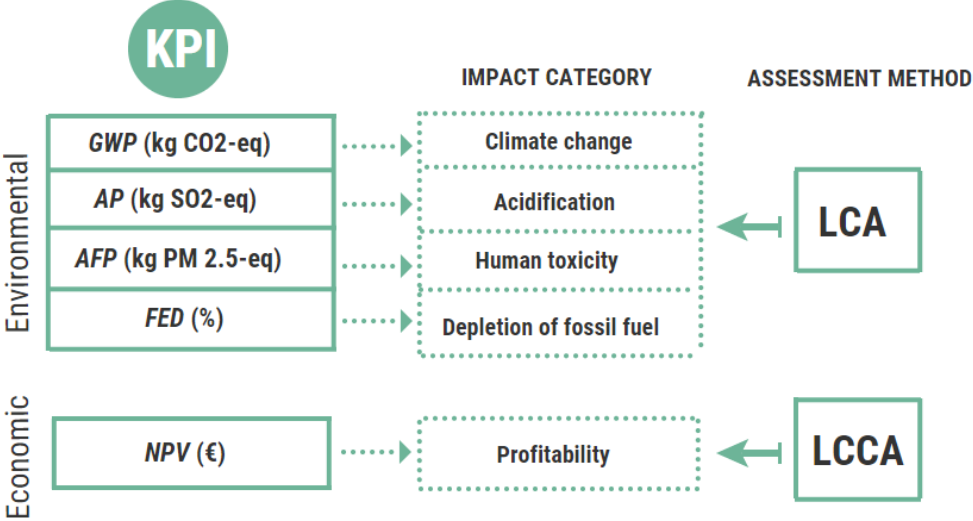 KPI
IMPACT CATEGORY
ASSESSMENT METHOD
Environmental
GWP (kg CO2-eq)
Climate change
AP (kg SO2-eq)
Acidification
LCA
AFP (kg PM 2.5-eq)
Human toxicity
FED (%)
Depletion of fossil fuel
Economic
NPV (€)
Profitability
LCCA